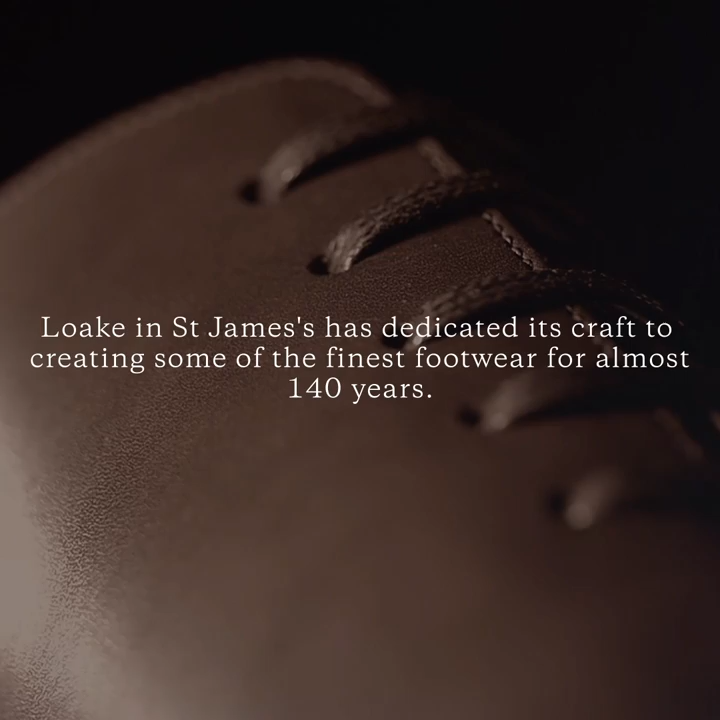 Loake in St James's has dedicated its craft to
creating some of the finest footwear for almost
140 years.